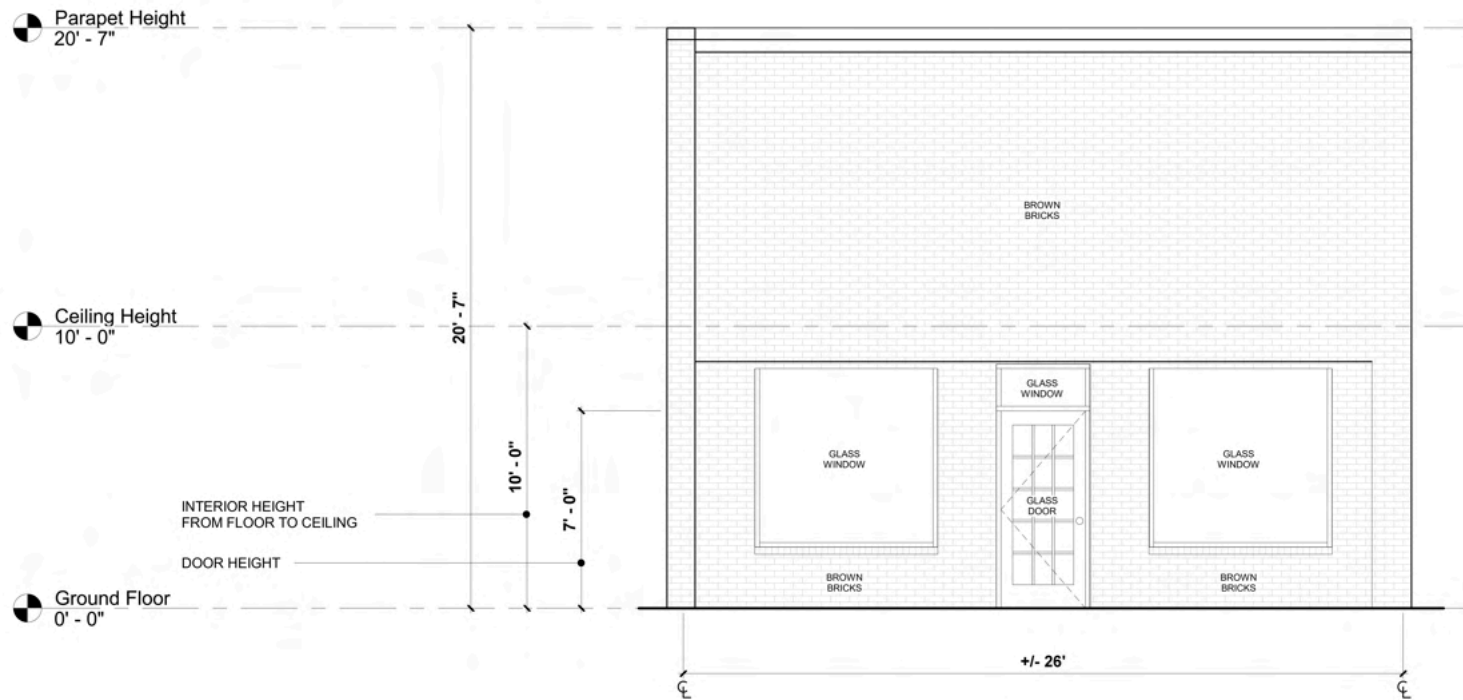 Parapet Height
20' - 7"
BROWN
BRICKS
Ceiling Height
10' - 0"
20' - 7"
GLASS
WINDOW
10' - 0"
7' - 0"
GLASS
WINDOW
GLASS
WINDOW
INTERIOR HEIGHT
FROM FLOOR TO CEILING
GLASS
DOOR
DOOR HEIGHT
BROWN
BRICKS
BROWN
BRICKS
Ground Floor
0' - 0"
+/- 26'
℄
℄